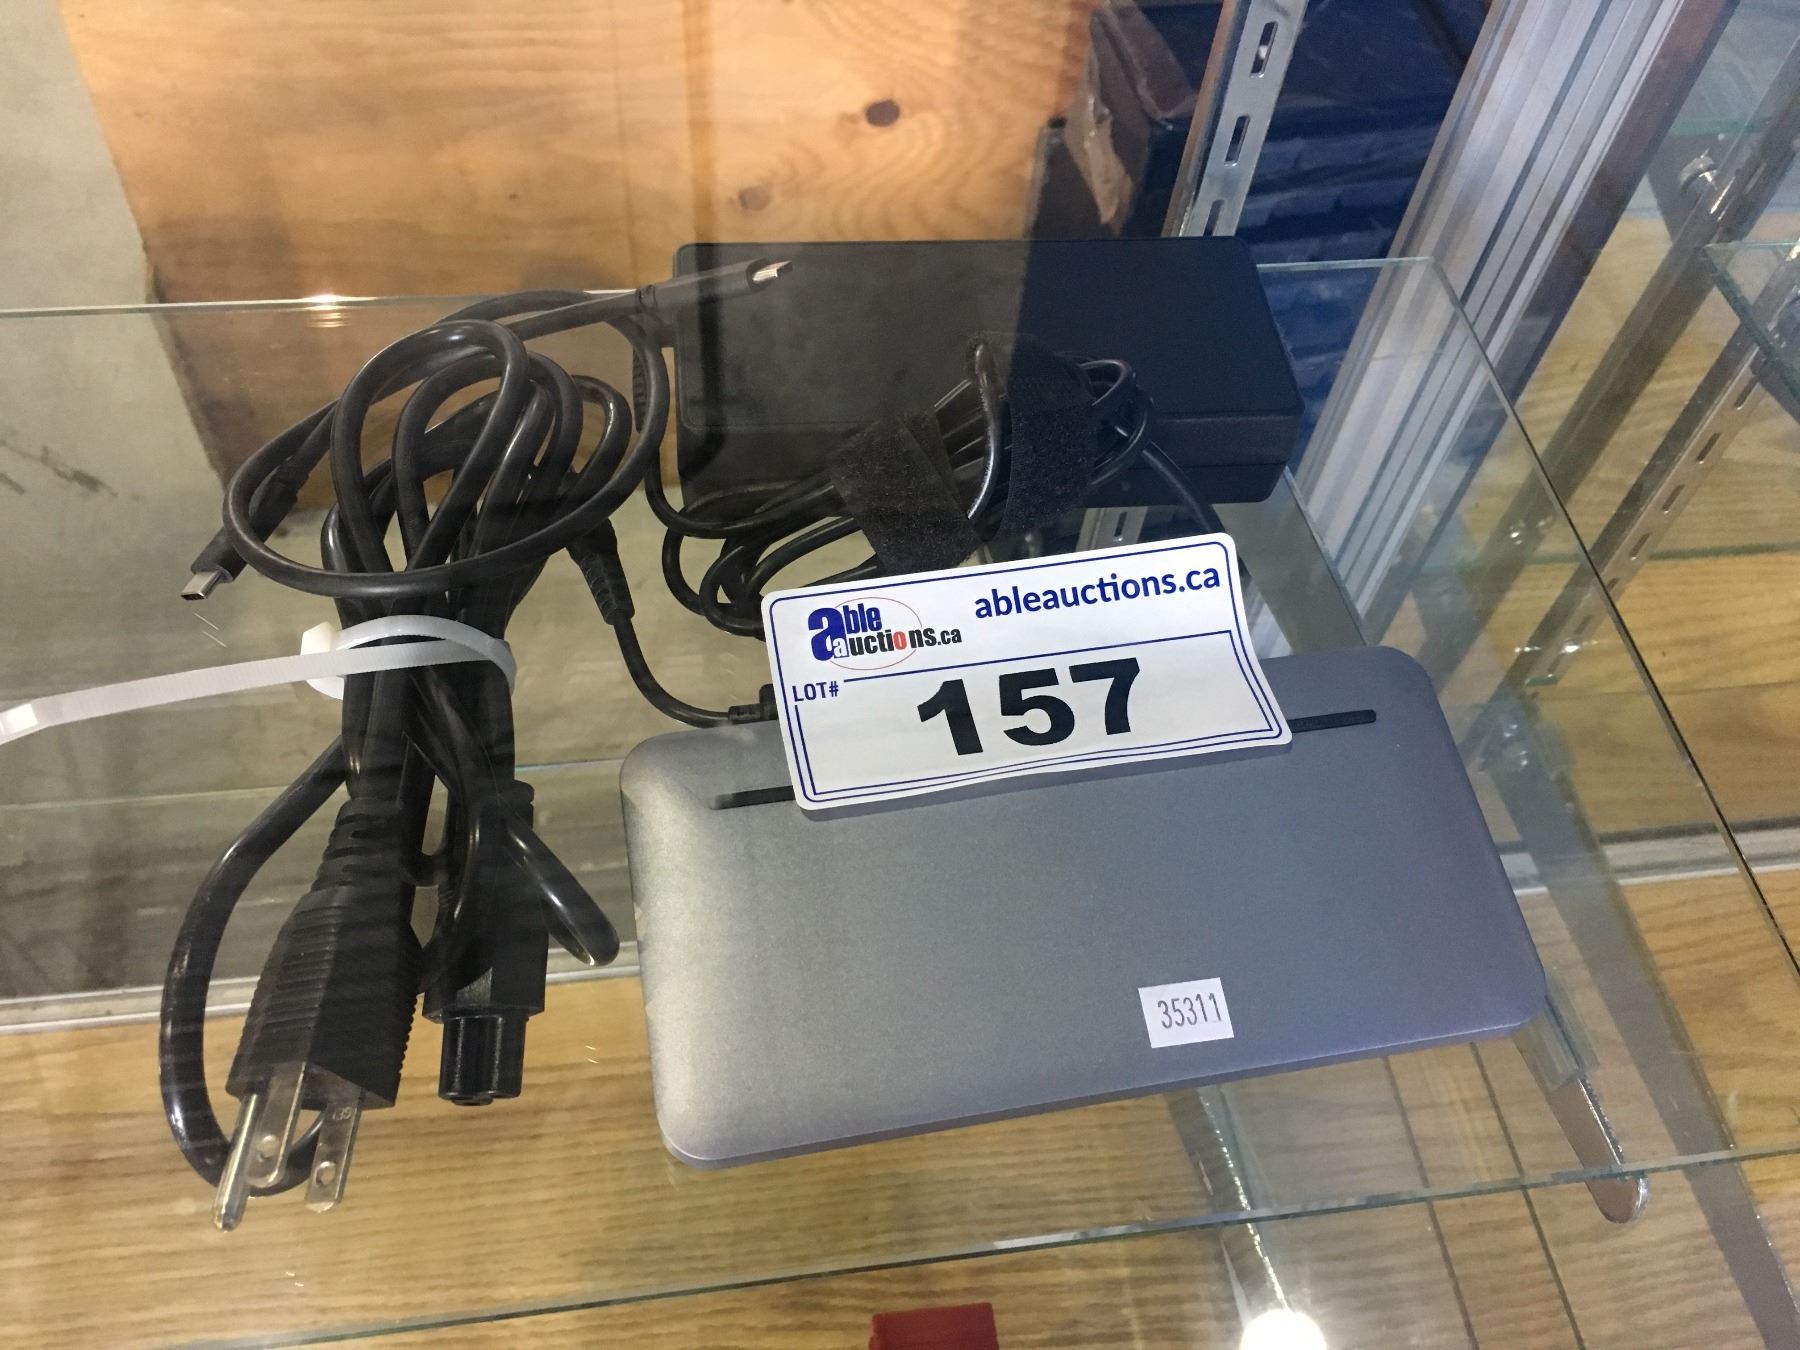 able
auctions.ca
ableauctions.ca
LOT#
157
35311